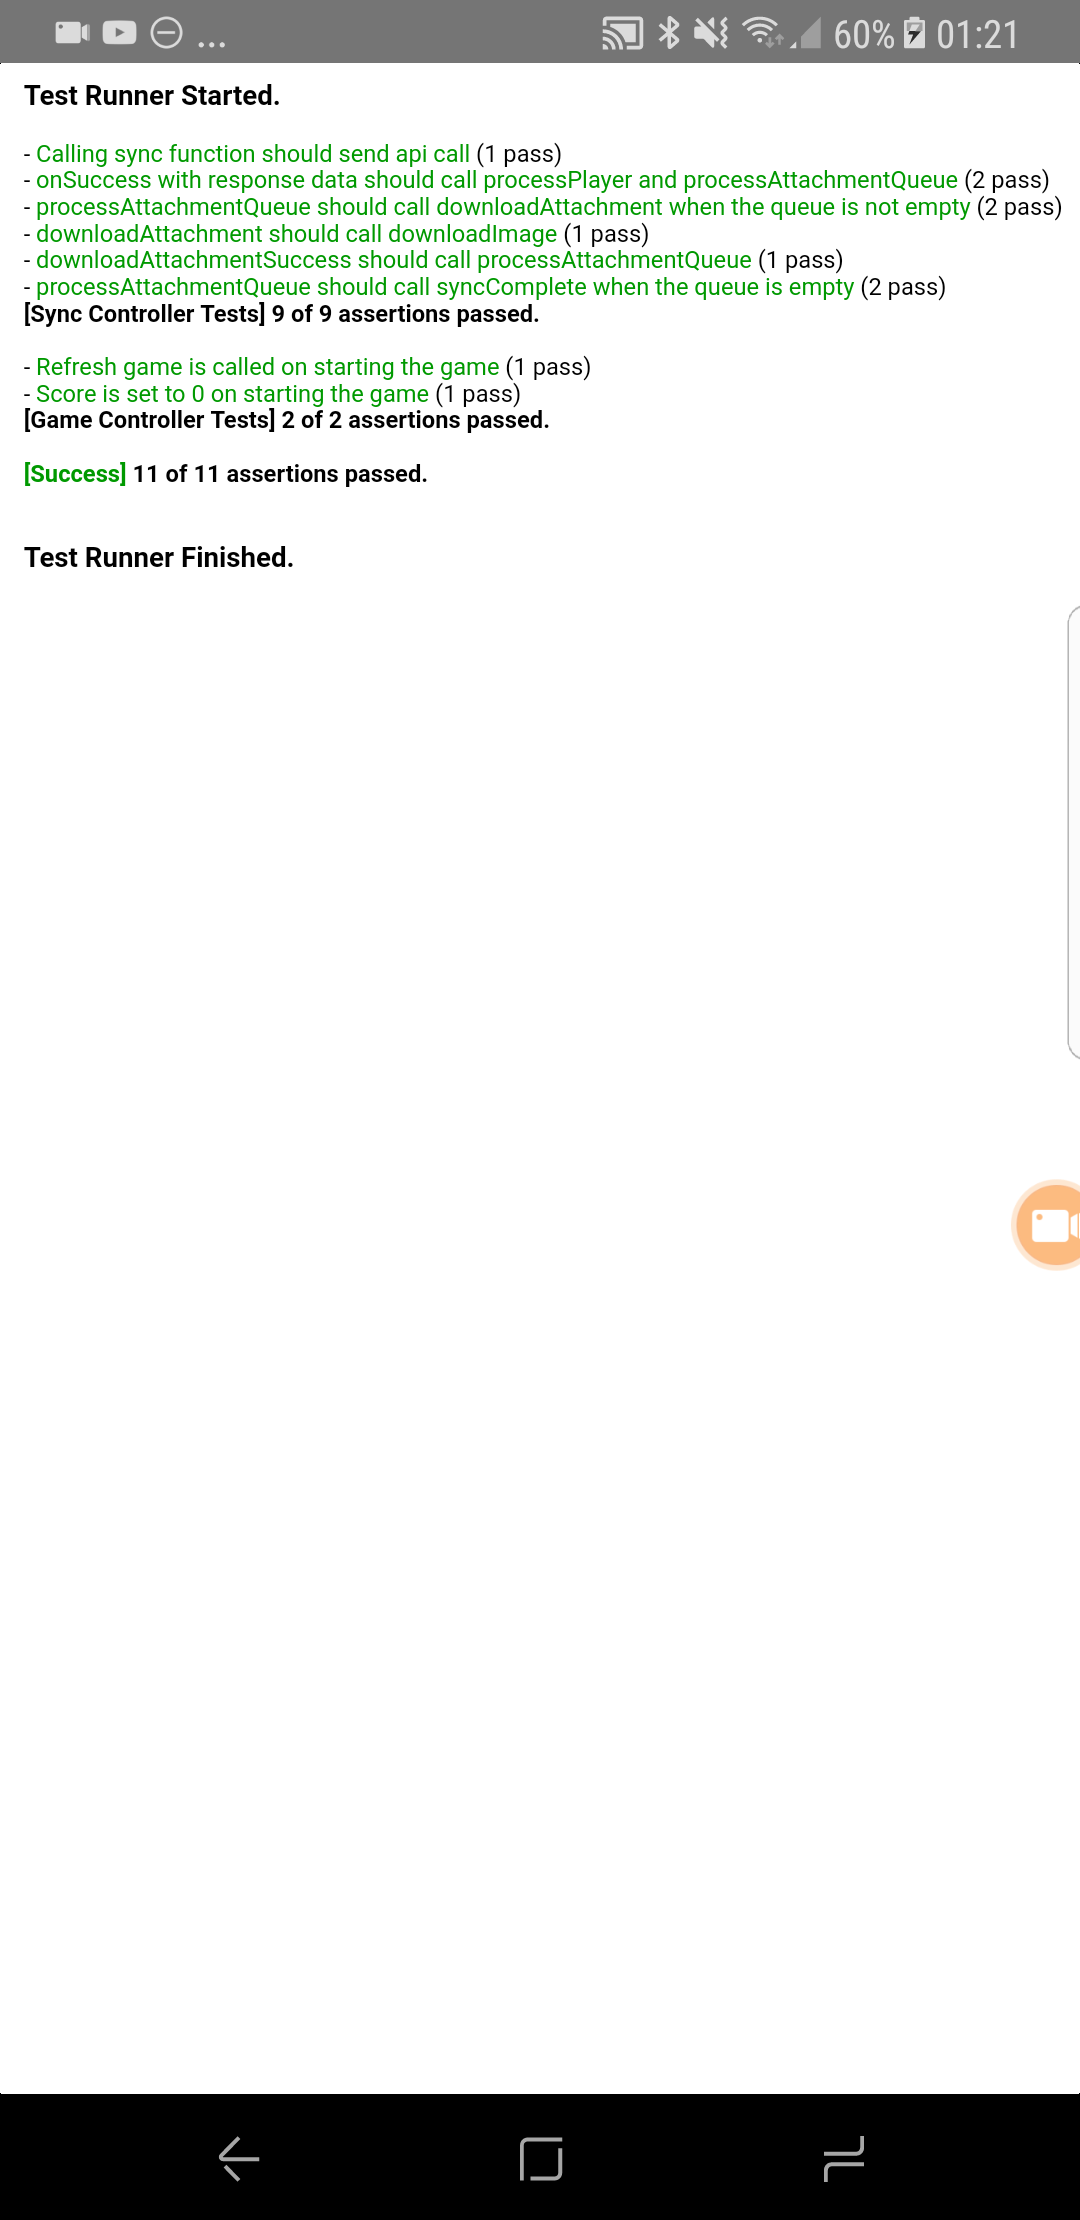 ... 60% 01:21
Test Runner Started.
- Calling sync function should send api call (1 pass)
- onSuccess with response data should call processPlayer and processAttachmentQueue (2 pass)
- processAttachmentQueue should call downloadAttachment when the queue is not empty (2 pass)
- downloadAttachment should call downloadImage (1 pass)
- downloadAttachmentSuccess should call processAttachmentQueue (1 pass)
- processAttachmentQueue should call syncComplete when the queue is empty (2 pass)
[Sync Controller Tests] 9 of 9 assertions passed.
- Refresh game is called on starting the game (1 pass)
- Score is set to 0 on starting the game (1 pass)
[Game Controller Tests] 2 of 2 assertions passed.
[Success] 11 of 11 assertions passed.
Test Runner Finished.